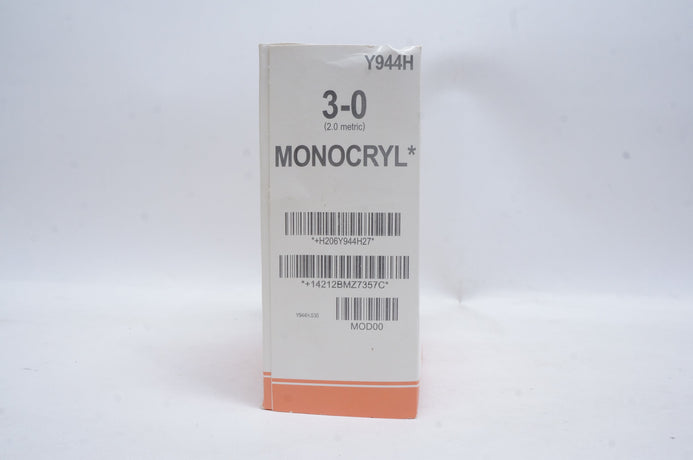 Y944H
3-0
(2.0 metric)
MONOCRYL*
*+H206Y944H27*
*+14212BMZ7357C*
MOD00